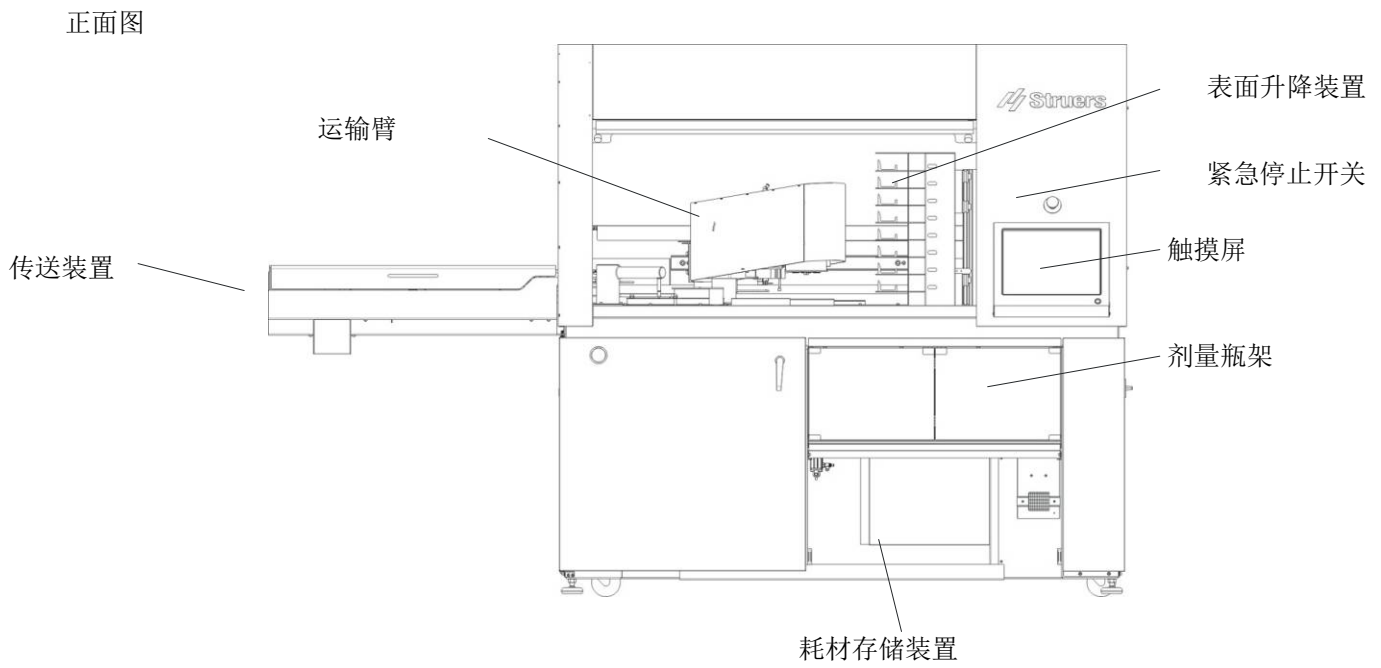 正面图
Struers
表面升降装置
运输臂
紧急停止开关
触摸屏
传送装置
剂量瓶架
耗材存储装置